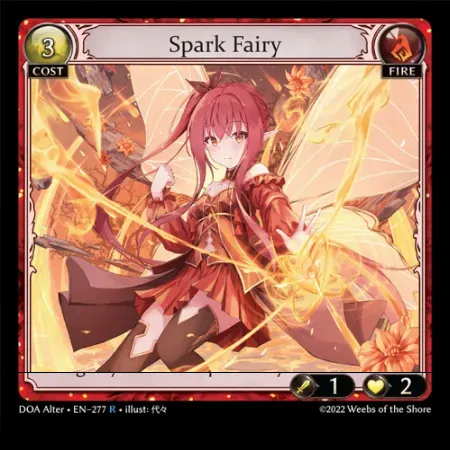 3
Spark Fairy
COST
FIRE
1
2
DOA Alter • EN-277 R • illust: 代々
©2022 Weebs of the Shore